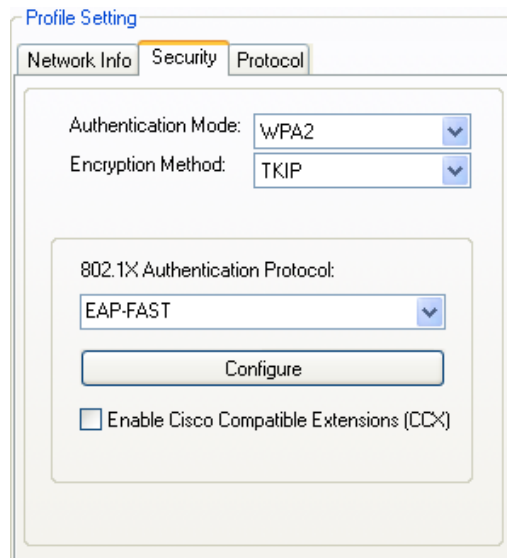 Profile Setting
Network Info Security Protocol
Authentication Mode: WPA2
Encryption Method: TKIP
802.1X Authentication Protocol:
EAP-FAST
Configure
Enable Cisco Compatible Extensions (CCX)